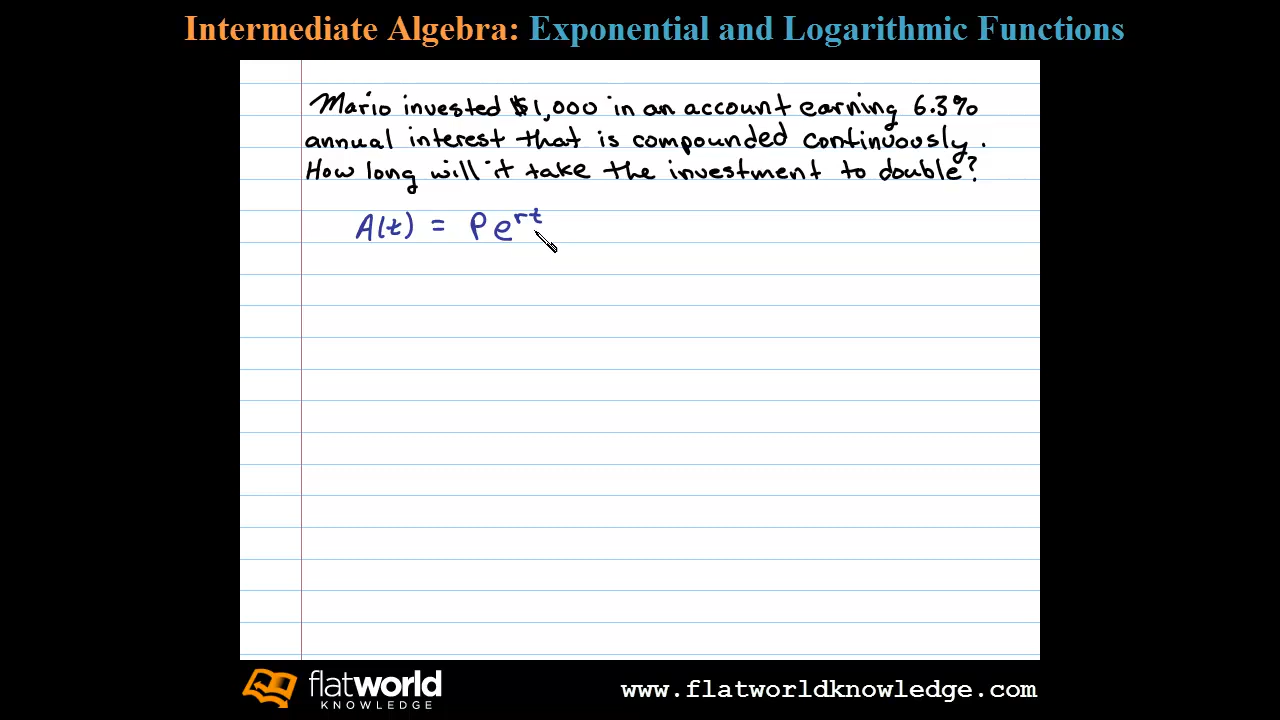 Intermediate Algebra: Exponential and Logarithmic Functions
Mario invested $1,000 in an account earning 6.3%
annual interest that is compounded continuously.
How long will it take the investment to double?
A(t) = Pe^{rt}
flatworld
KNOWLEDGE
www.flatworldknowledge.com